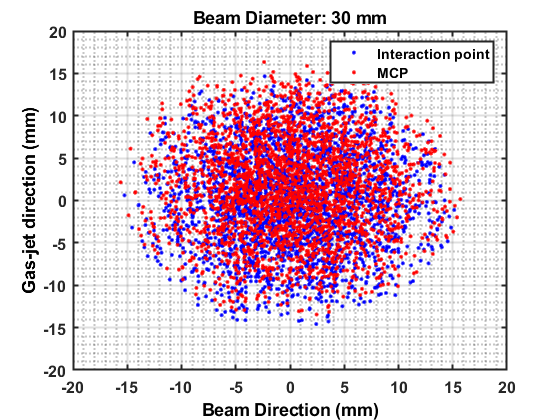 Beam Diameter: 30 mm
Interaction point
MCP
20
15
10
5
0
-5
-10
-15
-20
Gas-jet direction (mm)
-20 -15 -10 -5 0 5 10 15 20
Beam Direction (mm)